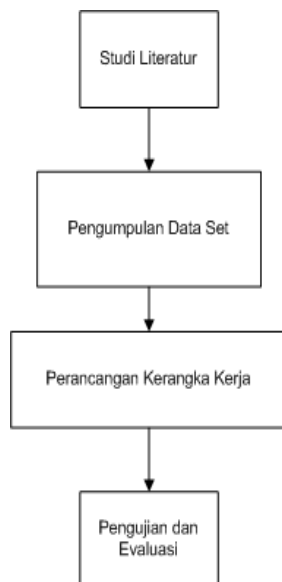 Studi Literatur
Pengumpulan Data Set
Perancangan Kerangka Kerja
Pengujian dan
Evaluasi